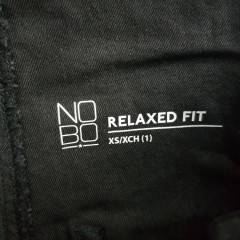 NO
BO
RELAXED FIT
XS/XCH (1)